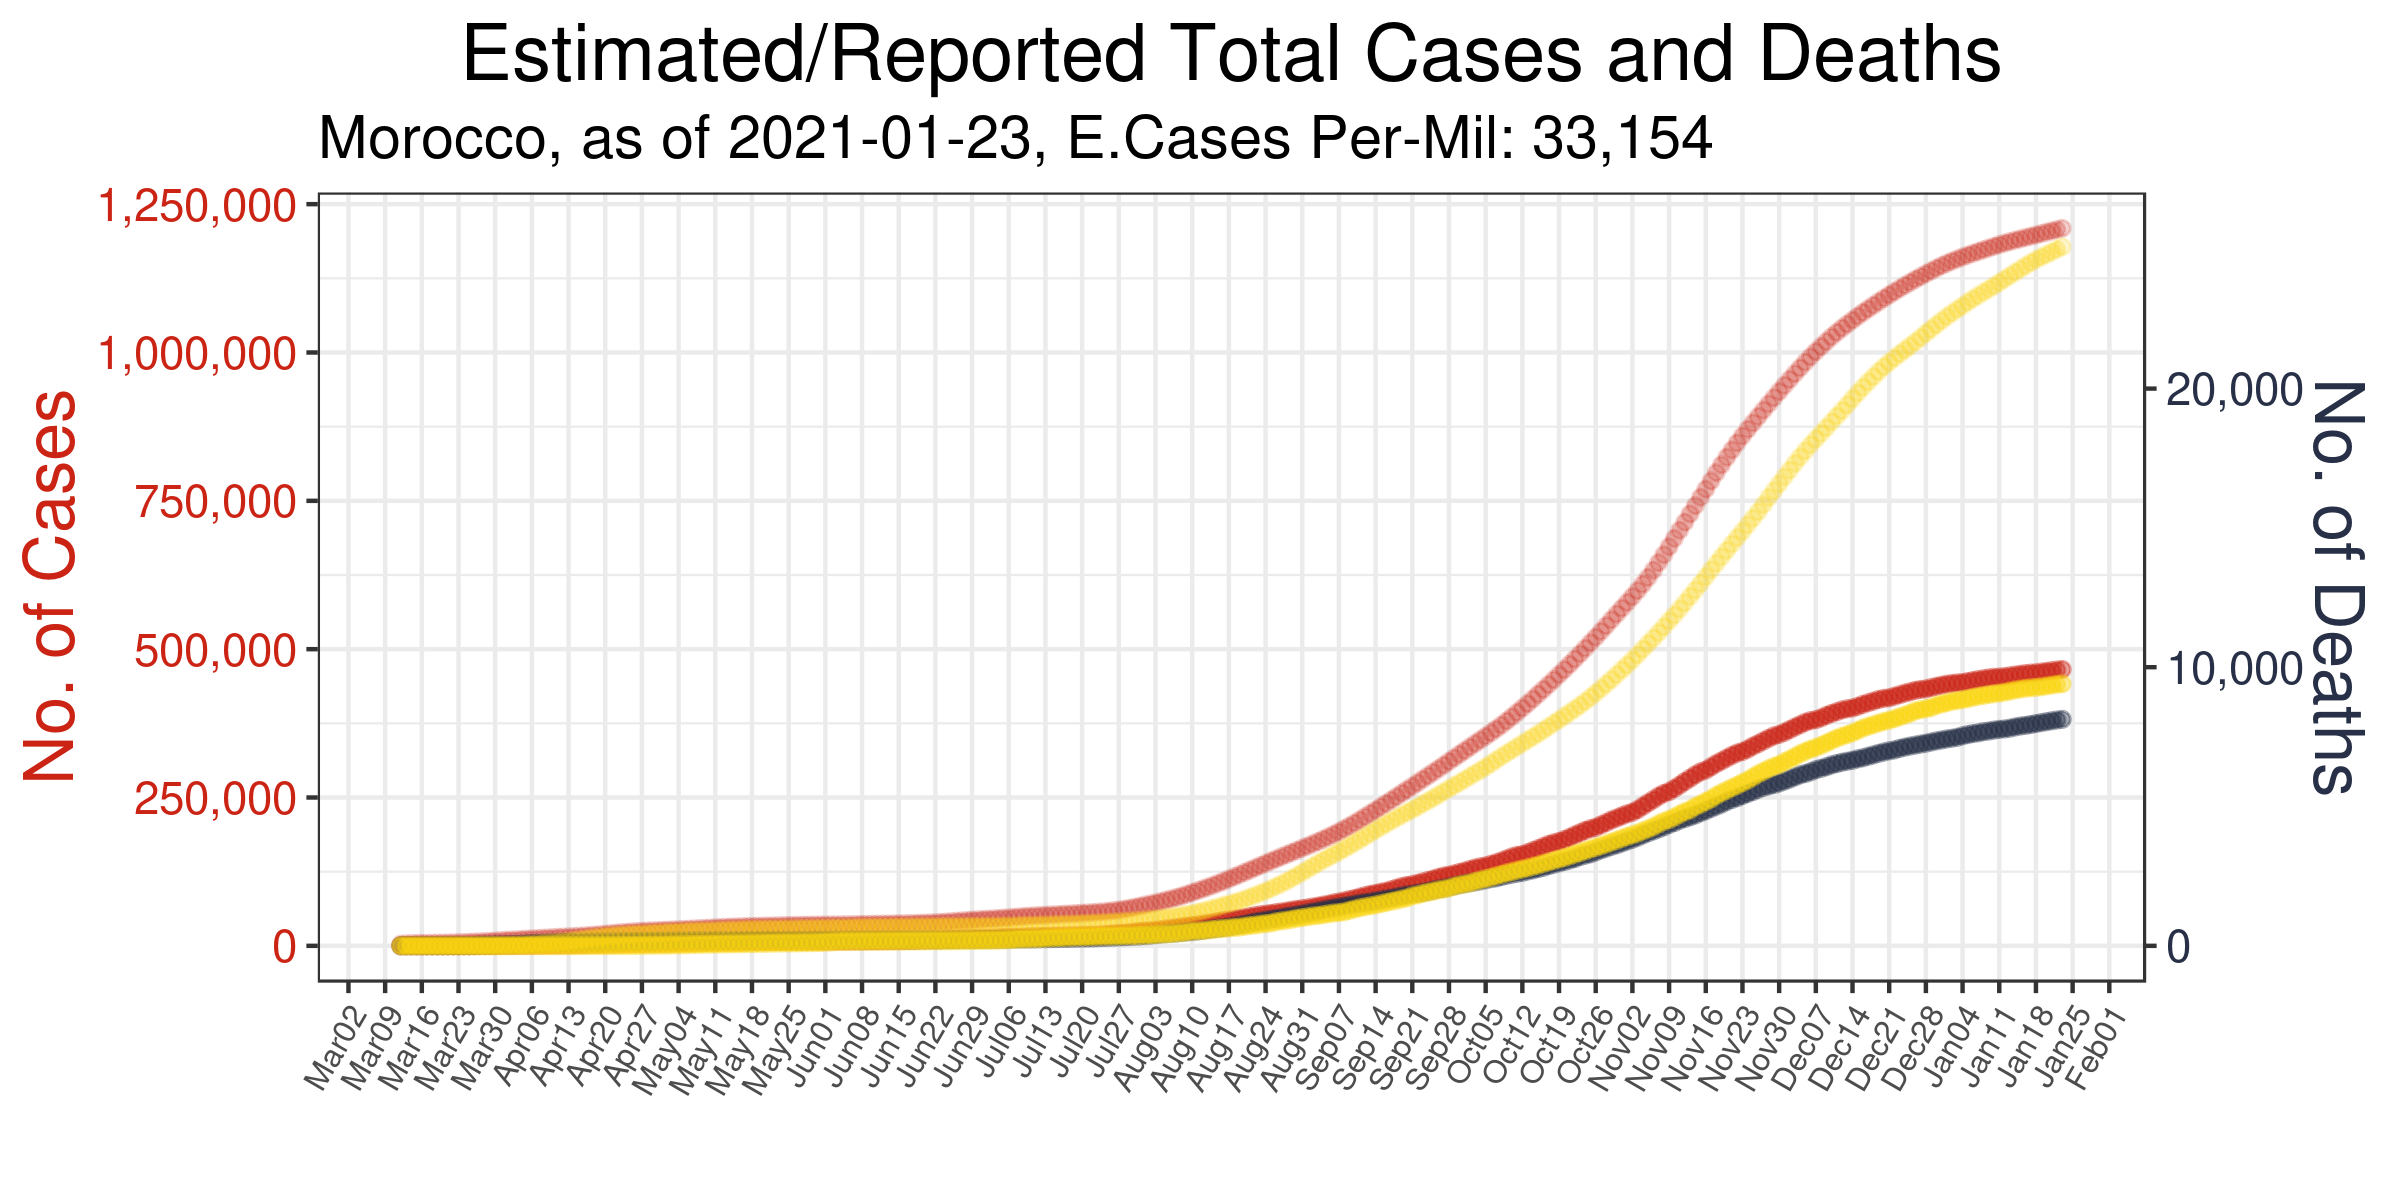 Estimated/Reported Total Cases and Deaths
Morocco, as of 2021-01-23, E.Cases Per-Mil: 33,154
No. of Cases
1,250,000
1,000,000
750,000
500,000
250,000
0
20,000
10,000
0
No. of Deaths
Mar02
Mar09
Mar16
Mar23
Mar30
Apr06
Apr13
Apr20
Apr27
May04
May11
May18
May25
Jun01
Jun08
Jun15
Jun22
Jun29
Jul06
Jul13
Jul20
Jul27
Aug03
Aug10
Aug17
Aug24
Aug31
Sep07
Sep14
Sep21
Sep28
Oct05
Oct12
Oct19
Oct26
Nov02
Nov09
Nov16
Nov23
Nov30
Dec07
Dec14
Dec21
Dec28
Jan04
Jan11
Jan18
Jan25
Feb01